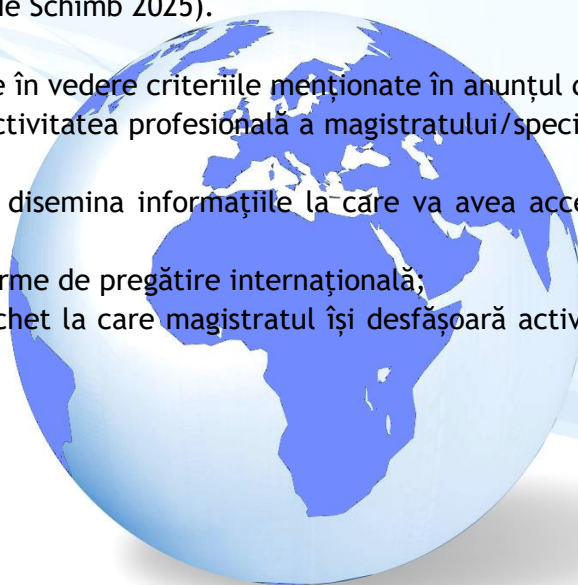 de Schimb 2025).
e în vedere criteriile menționate în anunțul d
ctivitatea profesională a magistratului/speci
disemina informațiile la care va avea acce
rme de pregătire internațională;
chet la care magistratul își desfășoară activ